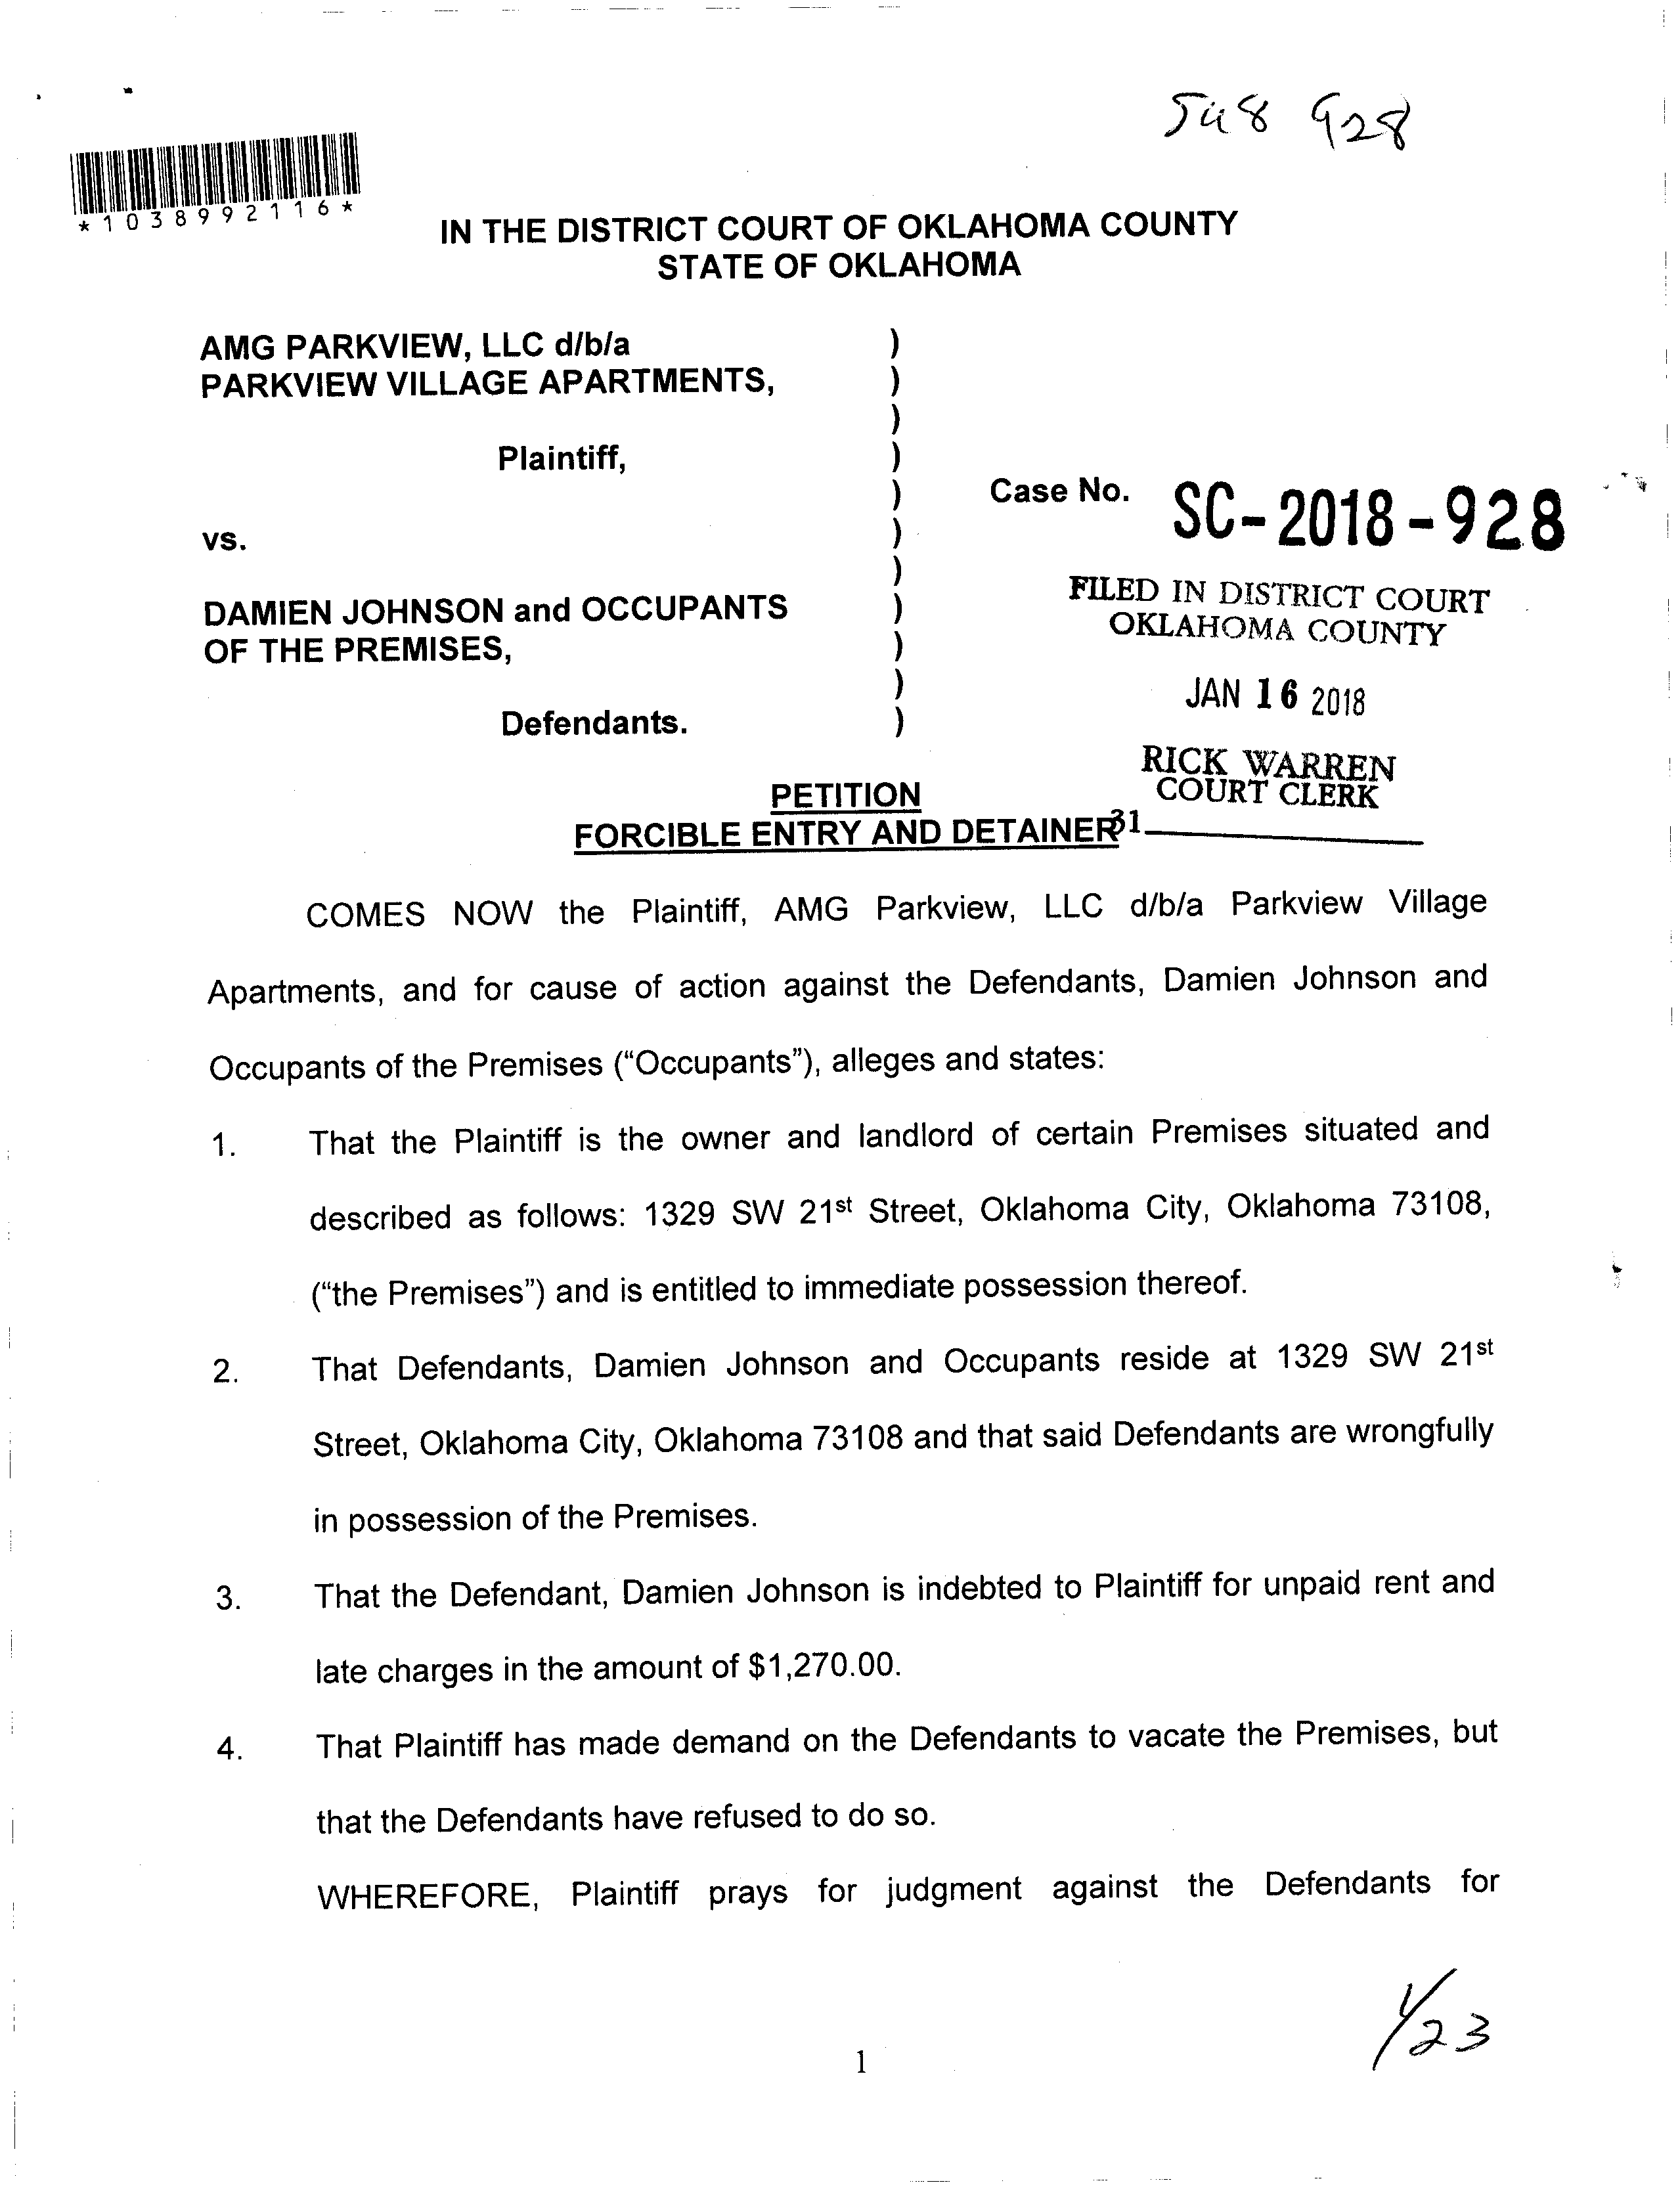 548 928
*1038992116*
IN THE DISTRICT COURT OF OKLAHOMA COUNTY
STATE OF OKLAHOMA
AMG PARKVIEW, LLC d/b/a )
PARKVIEW VILLAGE APARTMENTS, )
)
Plaintiff, )
) Case No. SC-2018-928
vs. )
)
DAMIEN JOHNSON and OCCUPANTS )
OF THE PREMISES, )
)
Defendants. )
FILED IN DISTRICT COURT
OKLAHOMA COUNTY
JAN 16 2018
RICK WARREN
COURT CLERK
31
PETITION
FORCIBLE ENTRY AND DETAINER
COMES NOW the Plaintiff, AMG Parkview, LLC d/b/a Parkview Village
Apartments, and for cause of action against the Defendants, Damien Johnson and
Occupants of the Premises (“Occupants”), alleges and states:
1. That the Plaintiff is the owner and landlord of certain Premises situated and
described as follows: 1329 SW 21st Street, Oklahoma City, Oklahoma 73108,
(“the Premises”) and is entitled to immediate possession thereof.
2. That Defendants, Damien Johnson and Occupants reside at 1329 SW 21st
Street, Oklahoma City, Oklahoma 73108 and that said Defendants are wrongfully
in possession of the Premises.
3. That the Defendant, Damien Johnson is indebted to Plaintiff for unpaid rent and
late charges in the amount of $1,270.00.
4. That Plaintiff has made demand on the Defendants to vacate the Premises, but
that the Defendants have refused to do so.
WHEREFORE, Plaintiff prays for judgment against the Defendants for
1/23
1